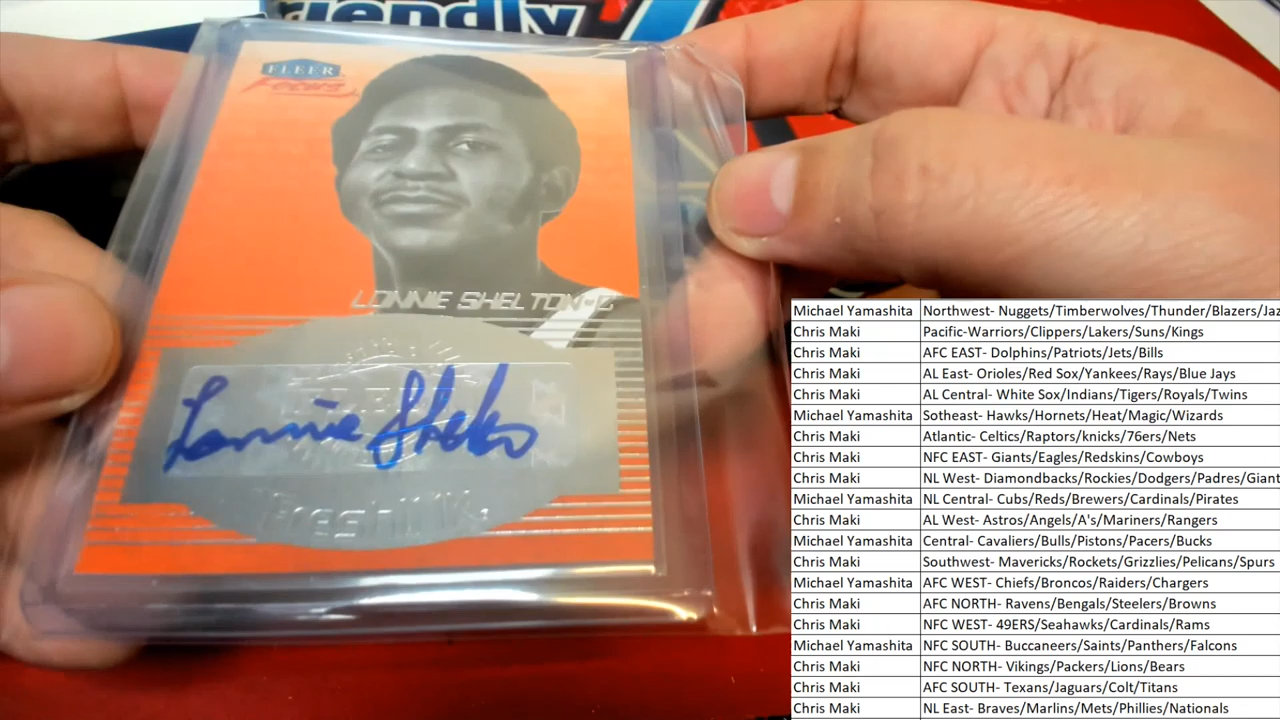 friendly
FLEER
Focus
LONNIE SHELTON-C
Lonnie Shelton
Fresh Ink
Michael Yamashita Northwest- Nuggets/Timberwolves/Thunder/Blazers/Jaz
Chris Maki Pacific-Warriors/Clippers/Lakers/Suns/Kings
Chris Maki AFC EAST- Dolphins/Patriots/Jets/Bills
Chris Maki AL East- Orioles/Red Sox/Yankees/Rays/Blue Jays
Chris Maki AL Central- White Sox/Indians/Tigers/Royals/Twins
Michael Yamashita Sotheast- Hawks/Hornets/Heat/Magic/Wizards
Chris Maki Atlantic- Celtics/Raptors/knicks/76ers/Nets
Chris Maki NFC EAST- Giants/Eagles/Redskins/Cowboys
Chris Maki NL West- Diamondbacks/Rockies/Dodgers/Padres/Giant
Michael Yamashita NL Central- Cubs/Reds/Brewers/Cardinals/Pirates
Chris Maki AL West- Astros/Angels/A's/Mariners/Rangers
Michael Yamashita Central- Cavaliers/Bulls/Pistons/Pacers/Bucks
Chris Maki Southwest- Mavericks/Rockets/Grizzlies/Pelicans/Spurs
Michael Yamashita AFC WEST- Chiefs/Broncos/Raiders/Chargers
Chris Maki AFC NORTH- Ravens/Bengals/Steelers/Browns
Chris Maki NFC WEST- 49ERS/Seahawks/Cardinals/Rams
Michael Yamashita NFC SOUTH- Buccaneers/Saints/Panthers/Falcons
Chris Maki NFC NORTH- Vikings/Packers/Lions/Bears
Chris Maki AFC SOUTH- Texans/Jaguars/Colt/Titans
Chris Maki NL East- Braves/Marlins/Mets/Phillies/Nationals